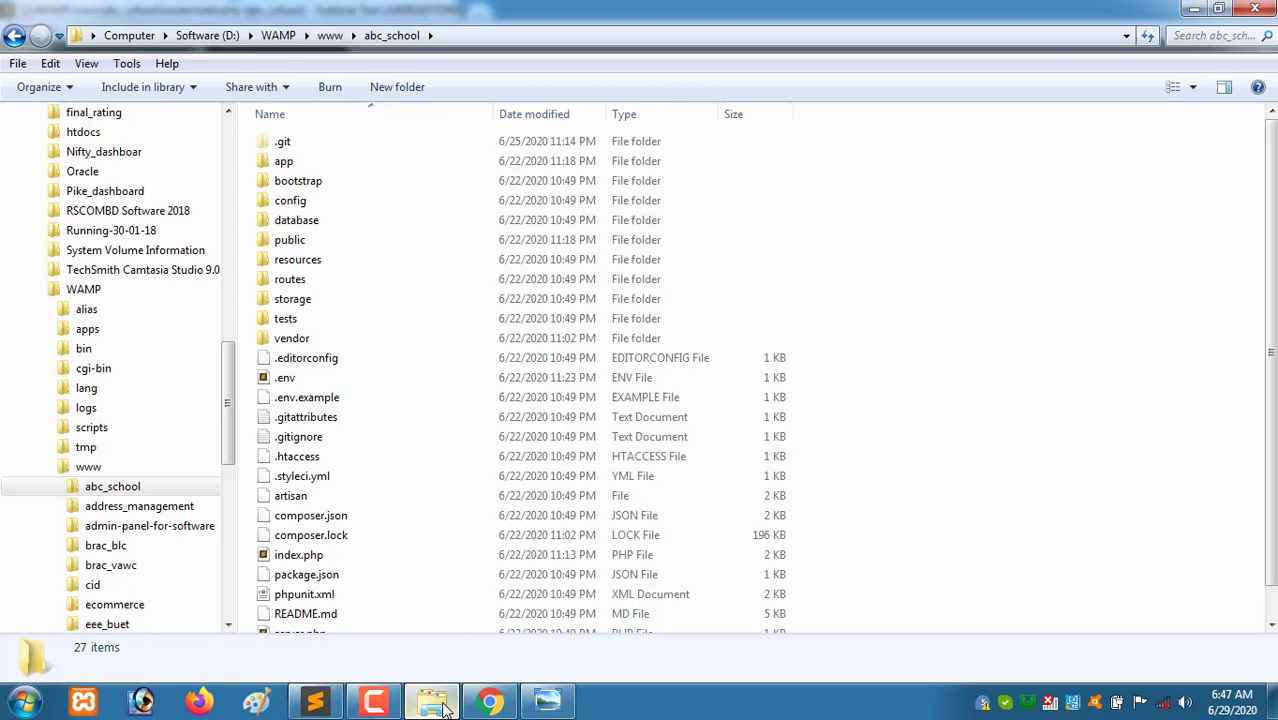 Computer Software (D:) WAMP www abc_school Search abc_sch...
File Edit View Tools Help
Organize Include in library Share with Burn New folder
final_rating
htdocs
Nifty_dashboar
Oracle
Pike_dashboard
RSCOMBD Software 2018
Running-30-01-18
System Volume Information
TechSmith Camtasia Studio 9.0
WAMP
alias
apps
bin
cgi-bin
lang
logs
scripts
tmp
www
abc_school
address_management
admin-panel-for-software
brac_blc
brac_vawc
cid
ecommerce
eee_buet
Name Date modified Type Size
.git 6/25/2020 11:14 PM File folder
app 6/22/2020 11:18 PM File folder
bootstrap 6/22/2020 10:49 PM File folder
config 6/22/2020 10:49 PM File folder
database 6/22/2020 10:49 PM File folder
public 6/22/2020 11:18 PM File folder
resources 6/22/2020 10:49 PM File folder
routes 6/22/2020 10:49 PM File folder
storage 6/22/2020 10:49 PM File folder
tests 6/22/2020 10:49 PM File folder
vendor 6/22/2020 11:02 PM File folder
.editorconfig 6/22/2020 10:49 PM EDITORCONFIG File 1 KB
.env 6/22/2020 11:23 PM ENV File 1 KB
.env.example 6/22/2020 10:49 PM EXAMPLE File 1 KB
.gitattributes 6/22/2020 10:49 PM Text Document 1 KB
.gitignore 6/22/2020 10:49 PM Text Document 1 KB
.htaccess 6/22/2020 10:49 PM HTACCESS File 1 KB
.styleci.yml 6/22/2020 10:49 PM YML File 1 KB
artisan 6/22/2020 10:49 PM File 2 KB
composer.json 6/22/2020 10:49 PM JSON File 2 KB
composer.lock 6/22/2020 11:02 PM LOCK File 196 KB
index.php 6/22/2020 11:13 PM PHP File 2 KB
package.json 6/22/2020 10:49 PM JSON File 1 KB
phpunit.xml 6/22/2020 10:49 PM XML Document 2 KB
README.md 6/22/2020 10:49 PM MD File 5 KB
server.php 6/22/2020 10:49 PM PHP File 1 KB
27 items
6:47 AM
6/29/2020